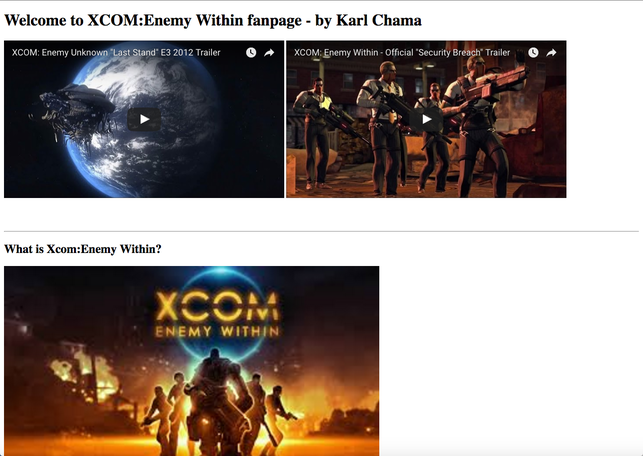 Welcome to XCOM:Enemy Within fanpage - by Karl Chama
XCOM: Enemy Unknown "Last Stand" E3 2012 Trailer
XCOM: Enemy Within - Official "Security Breach" Trailer
What is Xcom:Enemy Within?
XCOM
ENEMY WITHIN